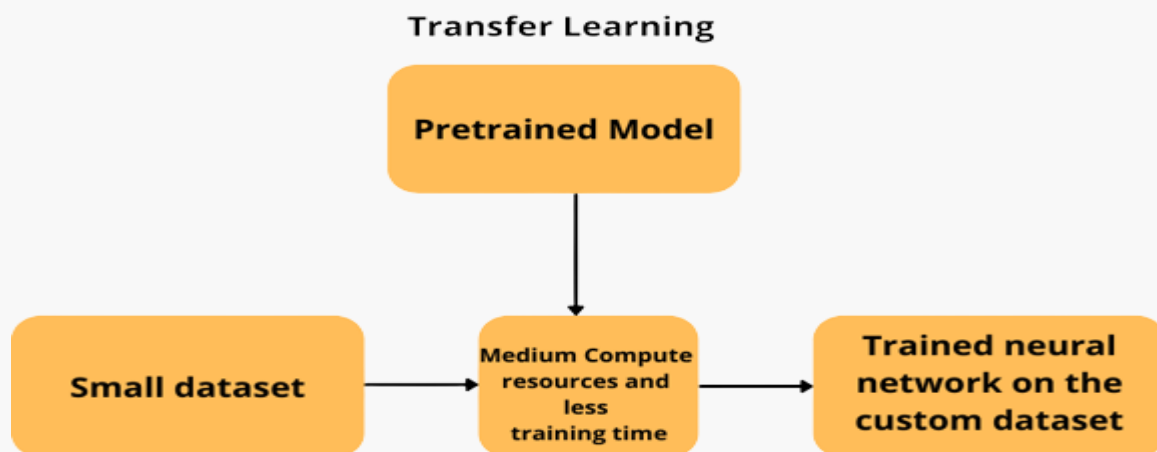 Transfer Learning
Pretrained Model
Small dataset
Medium Compute
resources and
less
training time
Trained neural
network on the
custom dataset